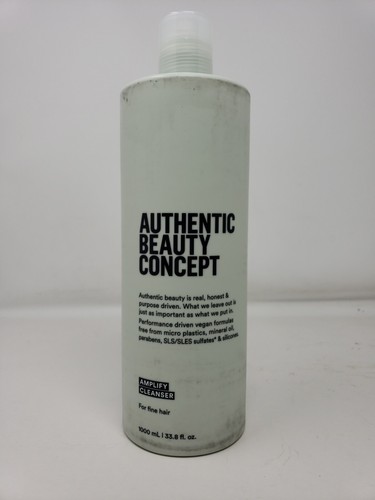 AUTHENTIC
BEAUTY
CONCEPT
Authentic beauty is real, honest &
purpose driven. What we leave out is
just as important as what we put in.
Performance driven vegan formulas
free from micro plastics, mineral oil,
parabens, SLS/SLES sulfates* & silicones.
AMPLIFY
CLEANSER
For fine hair
1000 mL | 33.8 fl. oz.